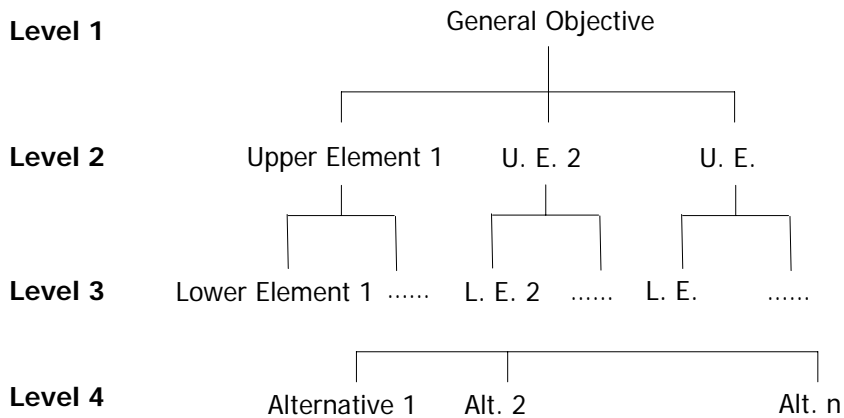 Level 1 General Objective
Level 2 Upper Element 1 U. E. 2 U. E.
Level 3 Lower Element 1 ...... L. E. 2 ...... L. E. ......
Level 4 Alternative 1 Alt. 2 Alt. n